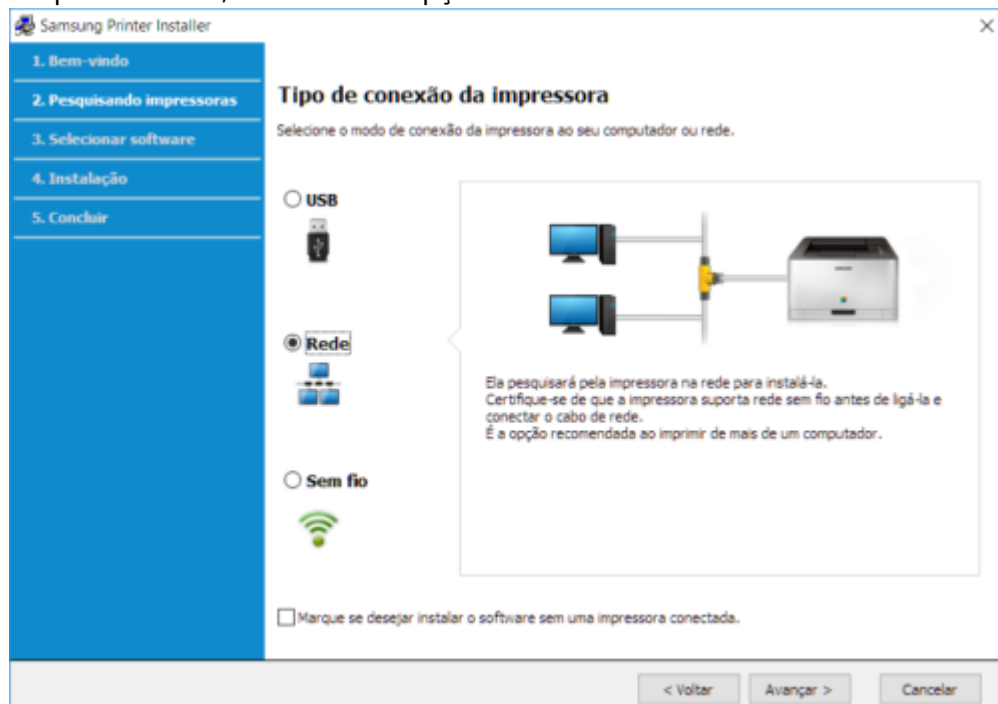 Samsung Printer Installer
1. Bem-vindo
2. Pesquisando impressoras
3. Selecionar software
4. Instalação
5. Concluir
Tipo de conexão da impressora
Selecione o modo de conexão da impressora ao seu computador ou rede.
USB
Rede
Ela pesquisará pela impressora na rede para instalá-la.
Certifique-se de que a impressora suporta rede sem fio antes de ligá-la e
conectar o cabo de rede.
É a opção recomendada ao imprimir de mais de um computador.
Sem fio
Marque se desejar instalar o software sem uma impressora conectada.
< Voltar
Avançar >
Cancelar